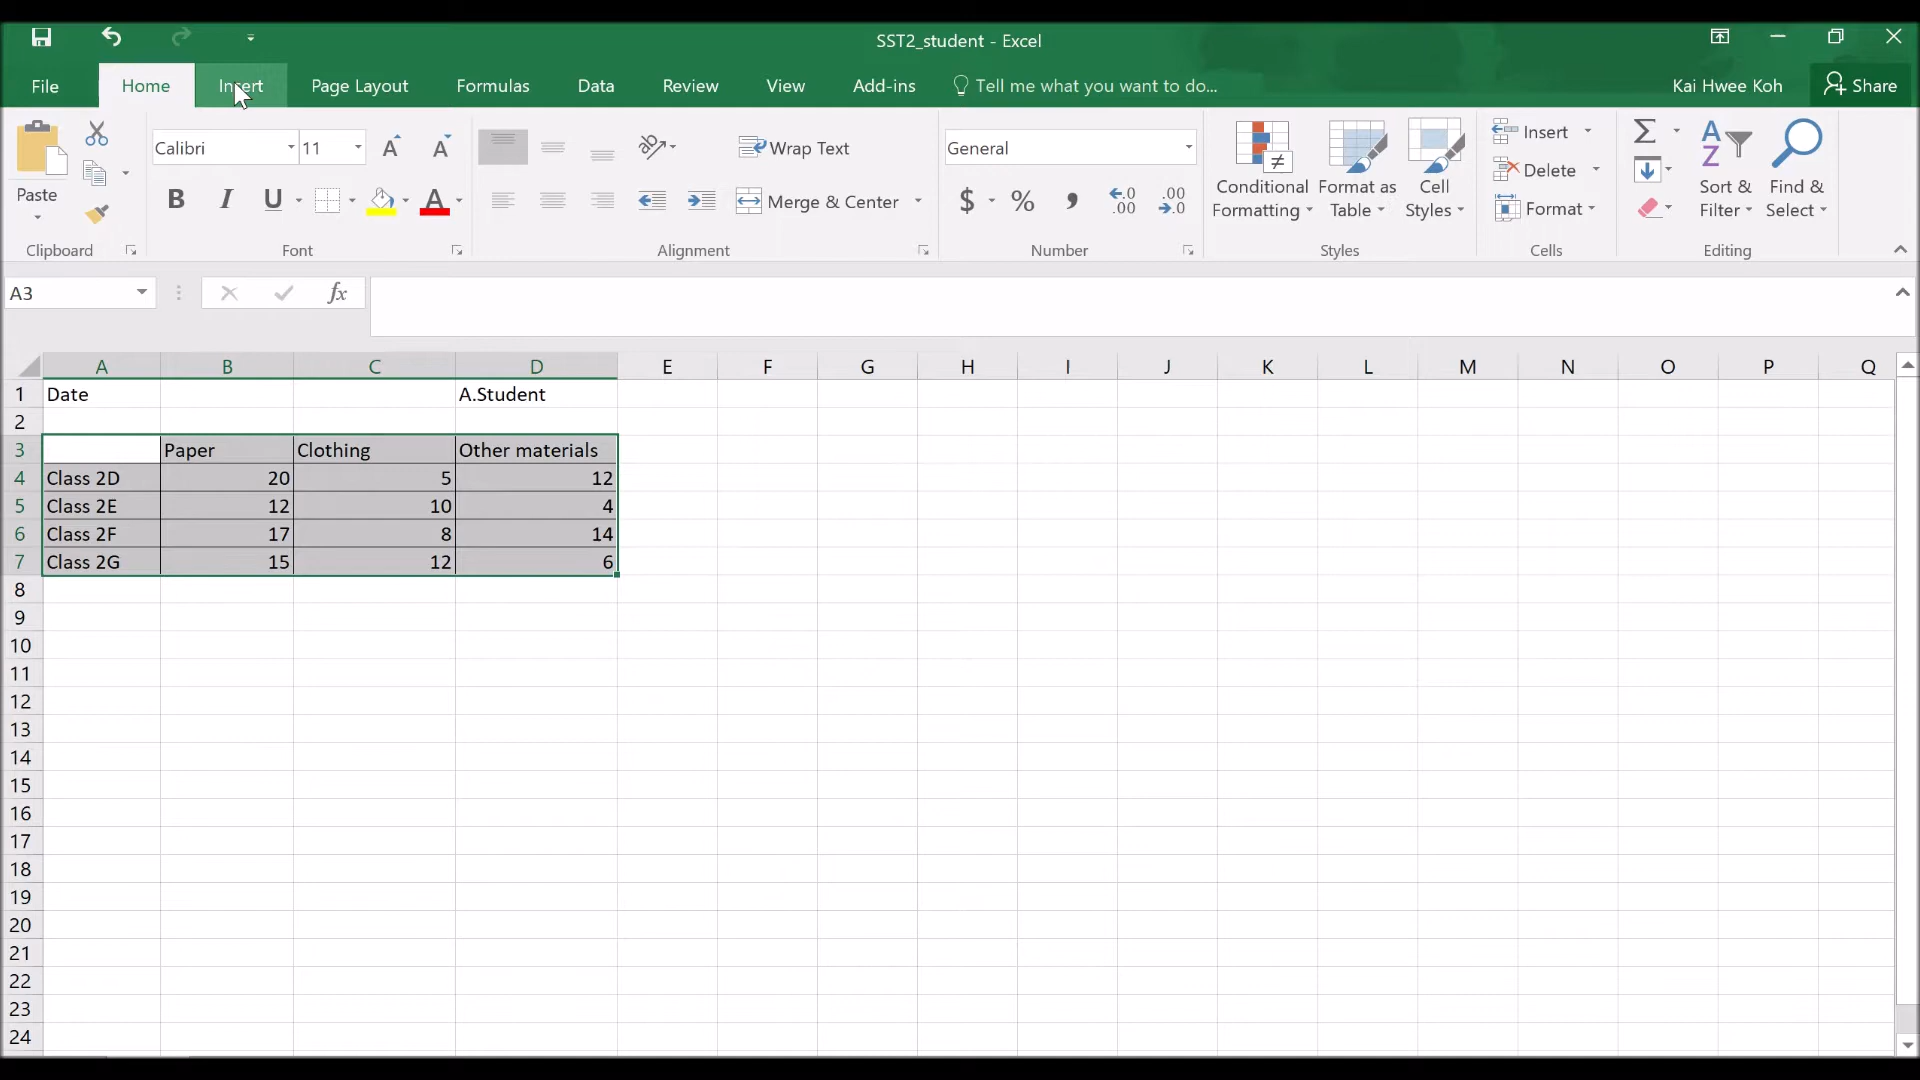 SST2_student - Excel
File Home Insert Page Layout Formulas Data Review View Add-ins Tell me what you want to do... Kai Hwee Koh Share
Paste
Clipboard
Calibri 11
B I U A
Font
Wrap Text
Merge & Center
Alignment
General
$ % , .0 .00 .00 .0
Number
Conditional Formatting
Format as Table
Cell Styles
Styles
Insert
Delete
Format
Cells
Σ
Sort & Filter
Find & Select
Editing
A3 fx
A B C D E F G H I J K L M N O P Q
1 Date A.Student
2
3 Paper Clothing Other materials
4 Class 2D 20 5 12
5 Class 2E 12 10 4
6 Class 2F 17 8 14
7 Class 2G 15 12 6
8
9
10
11
12
13
14
15
16
17
18
19
20
21
22
23
24